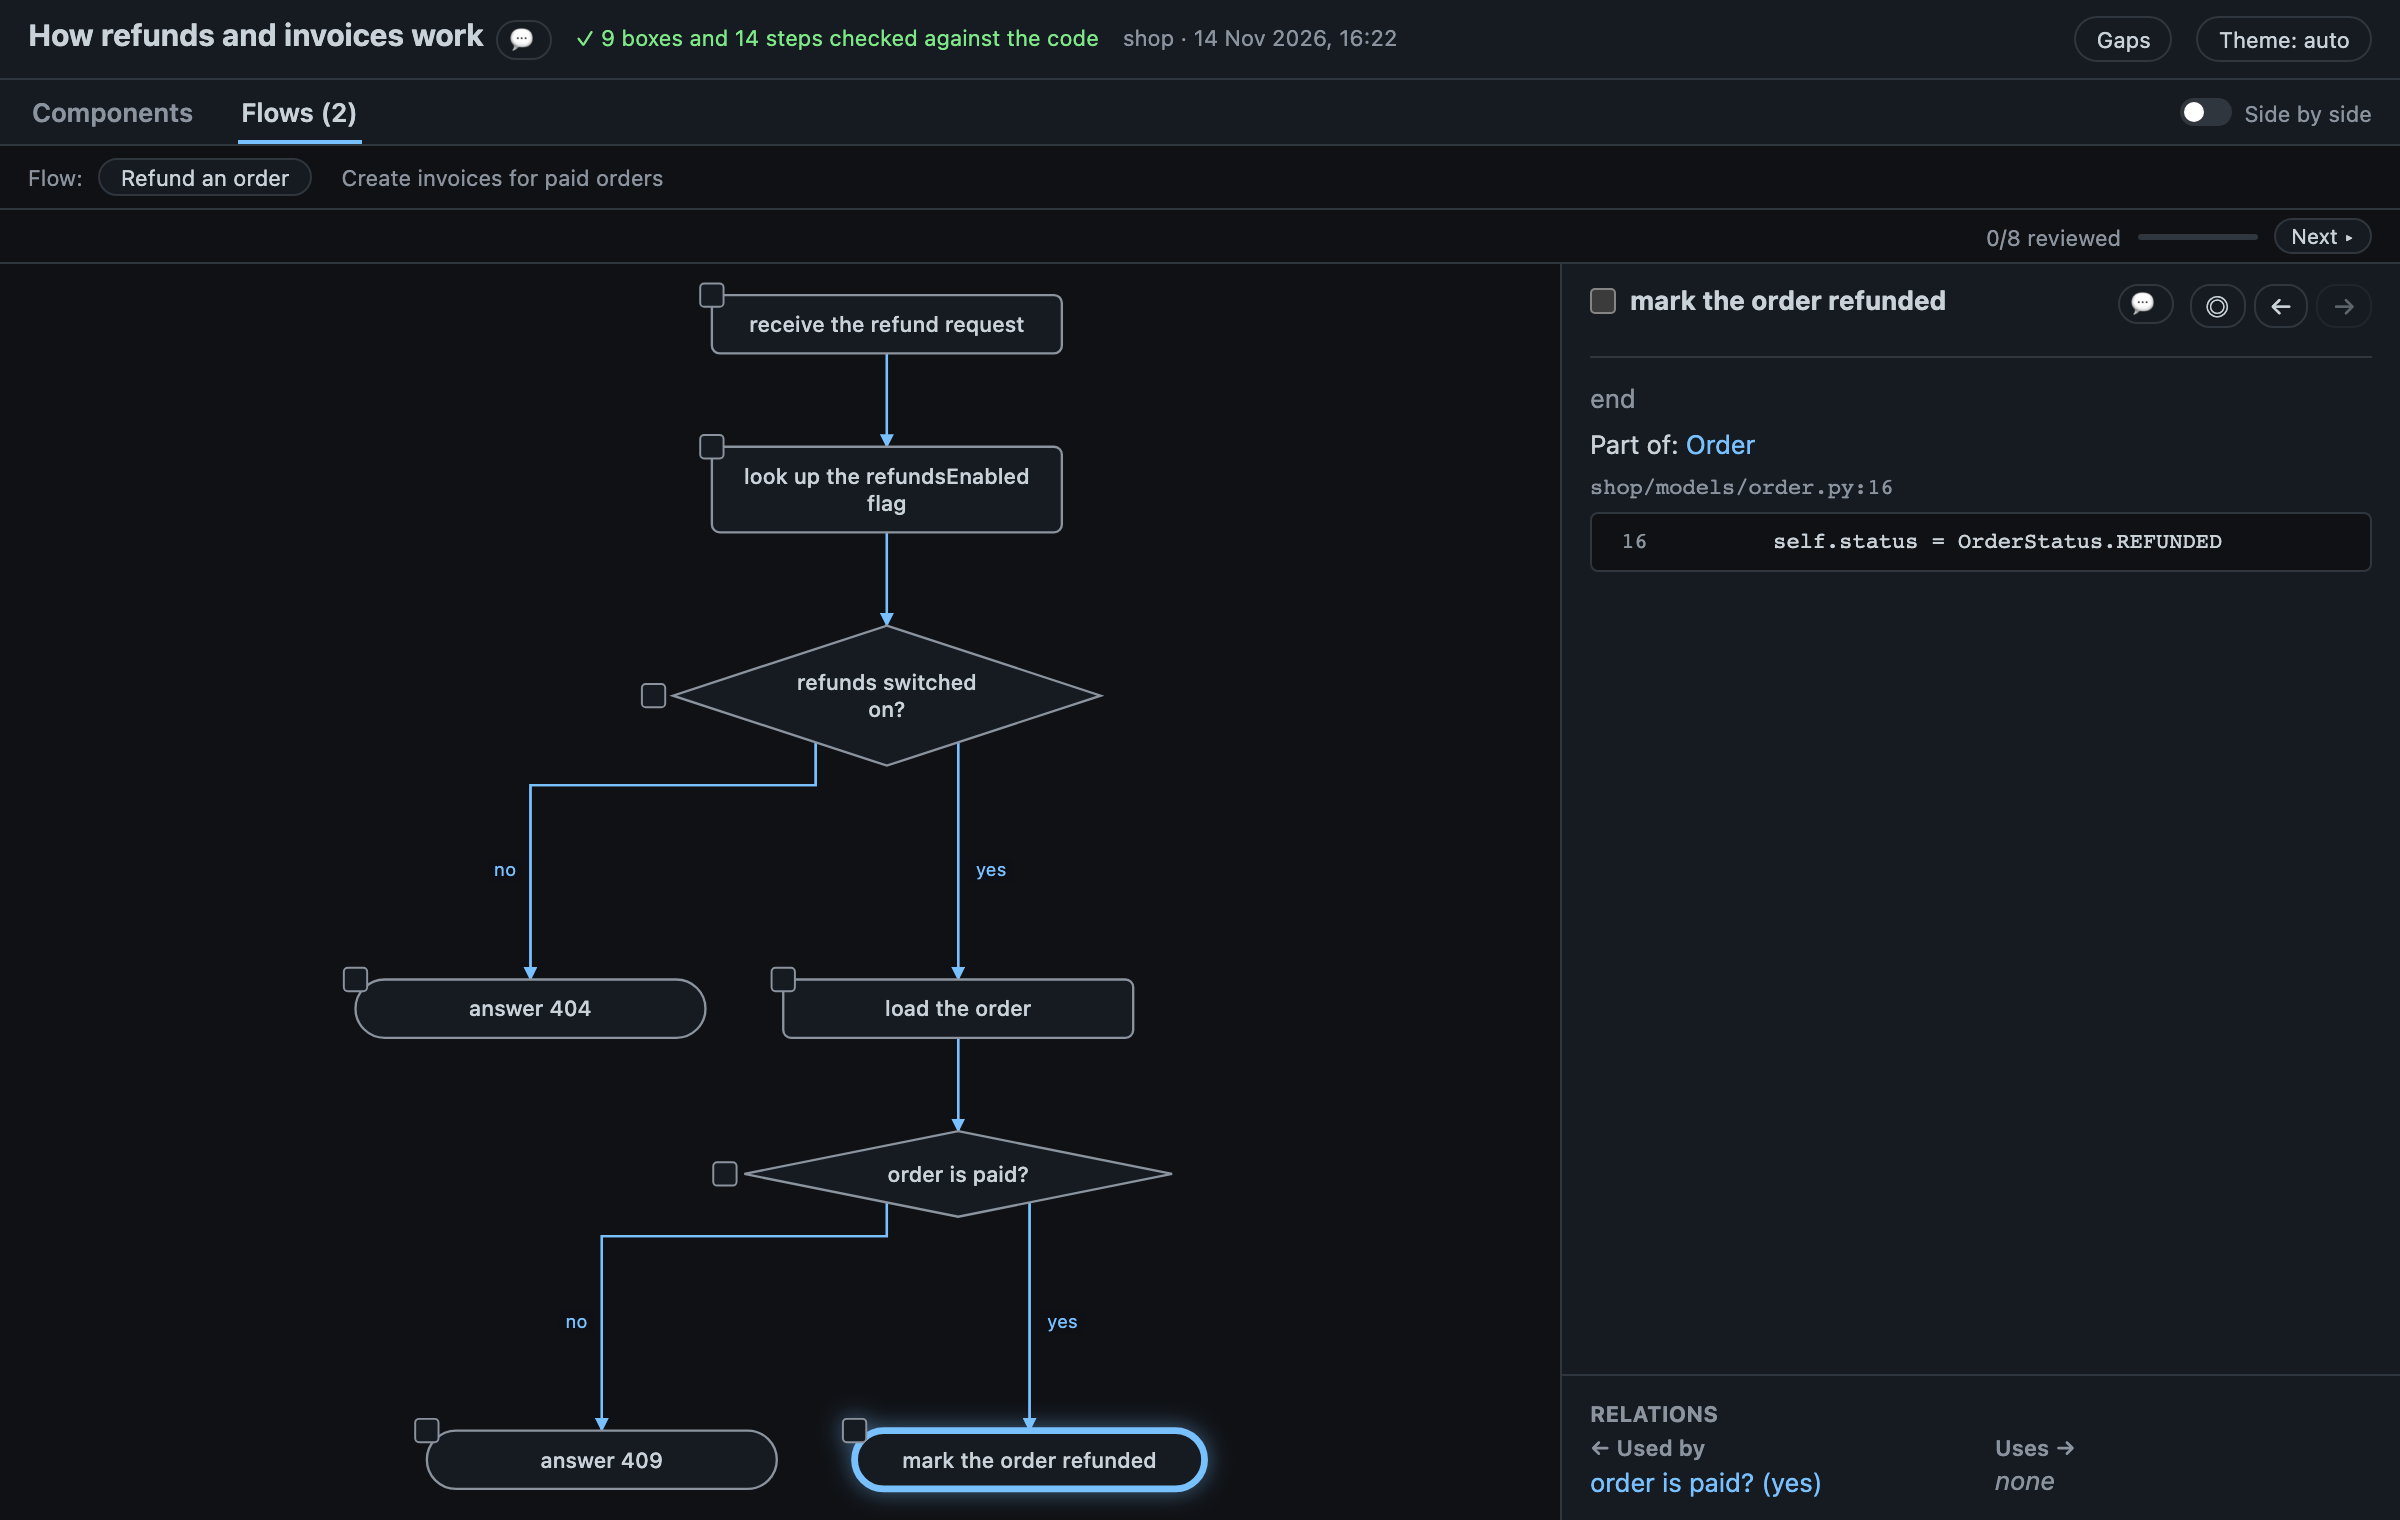 How refunds and invoices work
✓ 9 boxes and 14 steps checked against the code
shop · 14 Nov 2026, 16:22
Gaps
Theme: auto
Components
Flows (2)
Side by side
Flow:
Refund an order
Create invoices for paid orders
0/8 reviewed
Next ▸
receive the refund request
look up the refundsEnabled
flag
refunds switched
on?
no
yes
answer 404
load the order
order is paid?
no
yes
answer 409
mark the order refunded
mark the order refunded
end
Part of: Order
shop/models/order.py:16
16 self.status = OrderStatus.REFUNDED
RELATIONS
← Used by
order is paid? (yes)
Uses →
none